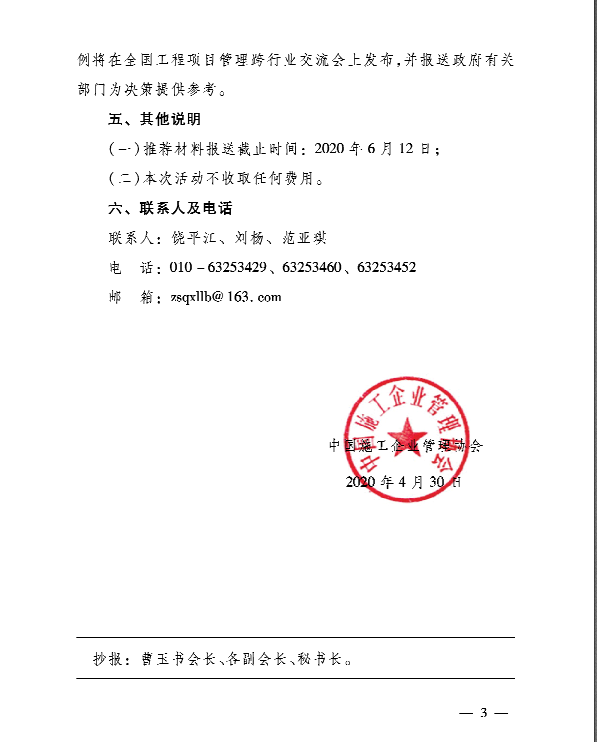 例将在全国工程项目管理跨行业交流会上发布,并报送政府有关
部门为决策提供参考。
五、其他说明
(一)推荐材料报送截止时间：2020 年 6 月 12 日；
(二)本次活动不收取任何费用。
六、联系人及电话
联系人：饶平江、刘杨、范亚琪
电 话：010－63253429、63253460、63253452
邮 箱：zsqxllb@163.com
中国施工企业管理协会
中国施工企业管理协会
2020 年 4 月 30 日
抄报：曹玉书会长、各副会长、秘书长。
— 3 —